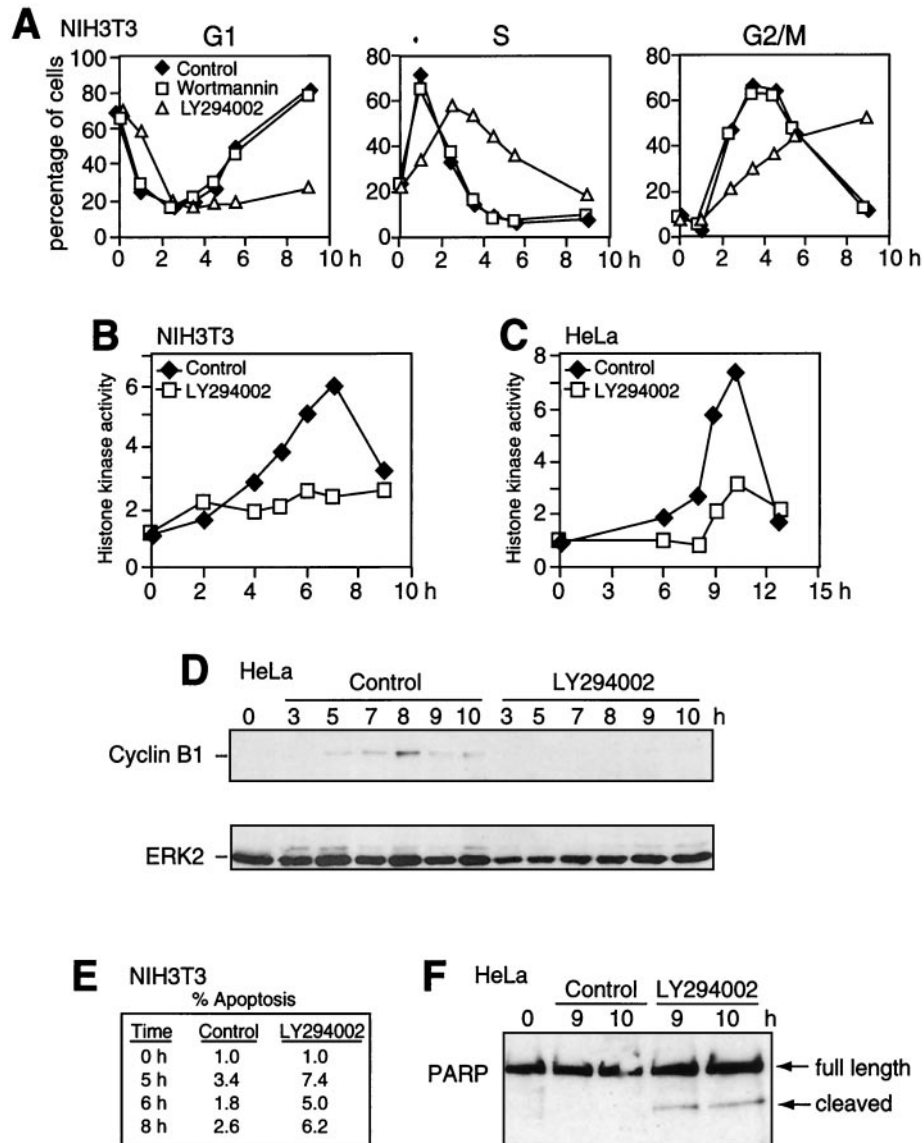 A NIH3T3
G1 S G2/M
percentage of cells
100
80
60
40
20
0
Control
Wortmannin
LY294002
0 2 4 6 8 10 h
80
60
40
20
0
0 2 4 6 8 10 h
80
60
40
20
0
0 2 4 6 8 10 h
B NIH3T3
Histone kinase activity
6
4
2
0
Control
LY294002
0 2 4 6 8 10 h
C HeLa
Histone kinase activity
8
6
4
2
0
Control
LY294002
0 3 6 9 12 15 h
D HeLa
Control LY294002
0 3 5 7 8 9 10 3 5 7 8 9 10 h
Cyclin B1
ERK2
E NIH3T3
% Apoptosis
Time Control LY294002
0 h 1.0 1.0
5 h 3.4 7.4
6 h 1.8 5.0
8 h 2.6 6.2
F HeLa
Control LY294002
0 9 10 9 10 h
PARP
full length
cleaved